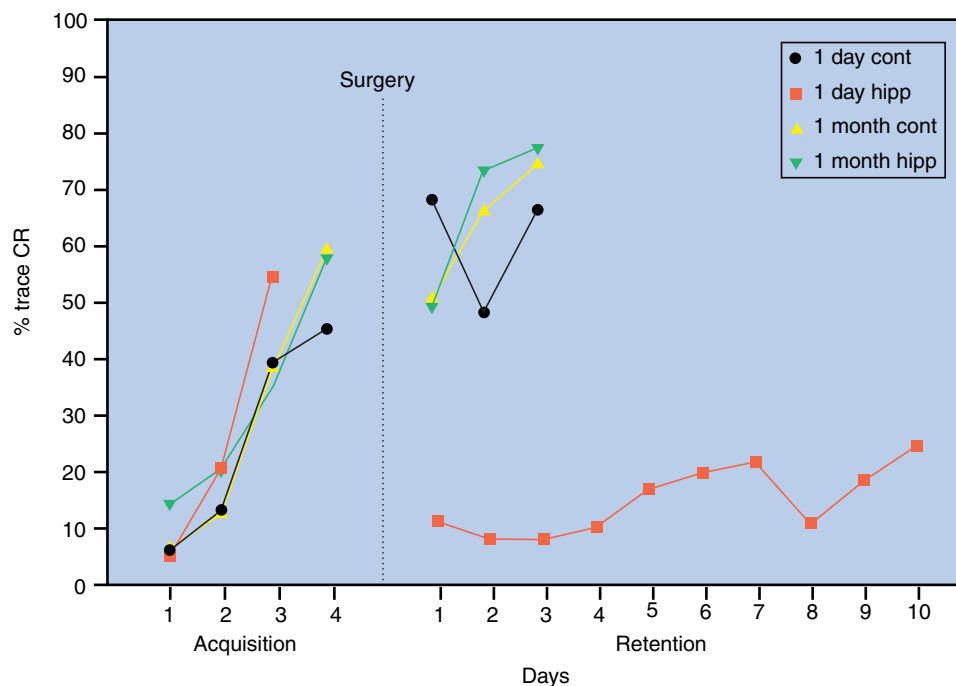 100
90
80
70
60
50
40
30
20
10
0
% trace CR
Surgery
1 day cont
1 day hipp
1 month cont
1 month hipp
1 2 3 4 1 2 3 4 5 6 7 8 9 10
Acquisition Retention
Days